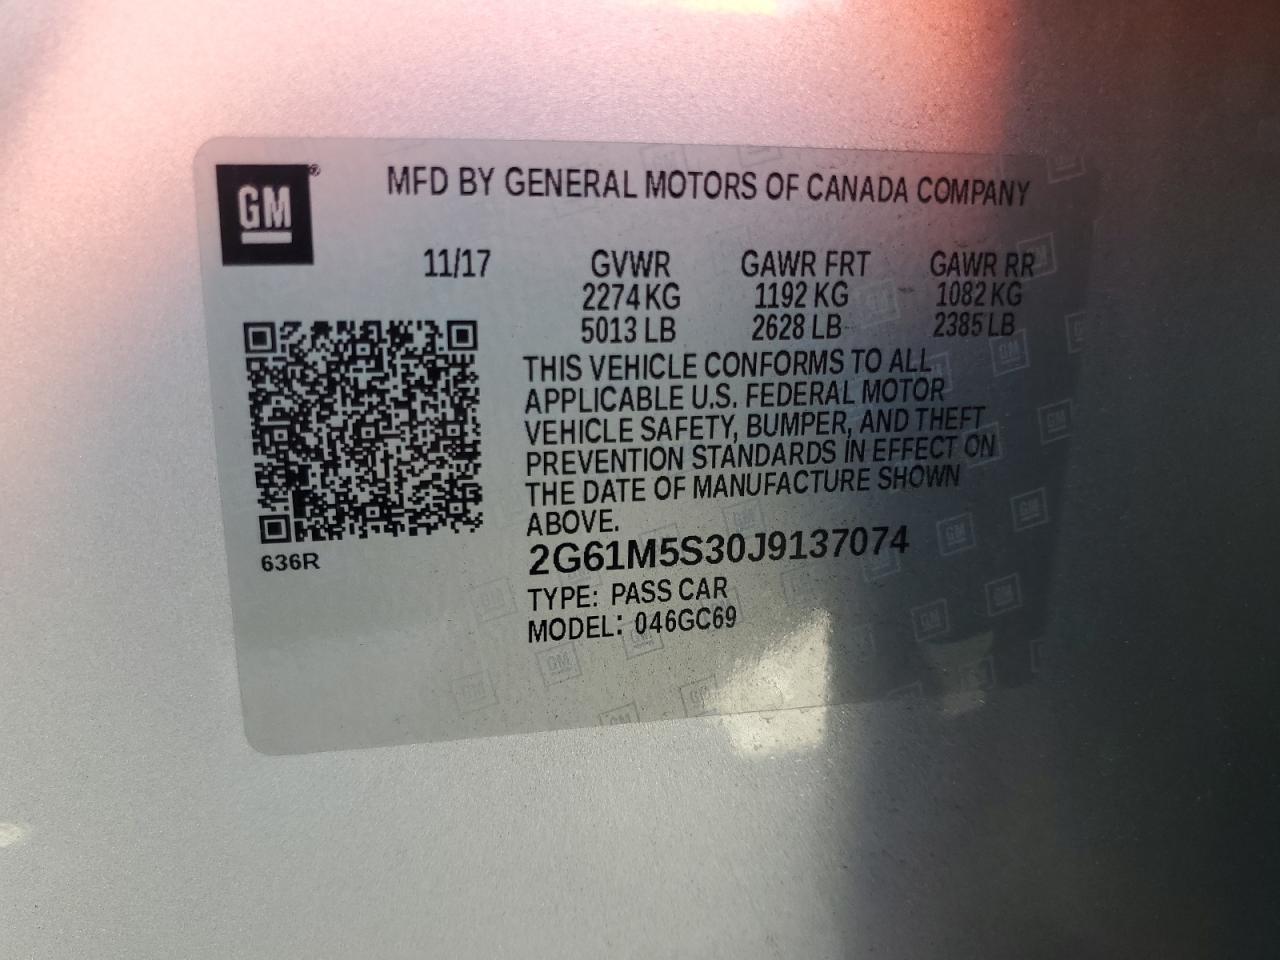 GM®
MFD BY GENERAL MOTORS OF CANADA COMPANY
11/17 GVWR GAWR FRT GAWR RR
2274 KG 1192 KG 1082 KG
5013 LB 2628 LB 2385 LB
THIS VEHICLE CONFORMS TO ALL
APPLICABLE U.S. FEDERAL MOTOR
VEHICLE SAFETY, BUMPER, AND THEFT
PREVENTION STANDARDS IN EFFECT ON
THE DATE OF MANUFACTURE SHOWN
ABOVE.
636R
2G61M5S30J9137074
TYPE: PASS CAR
MODEL: 046GC69